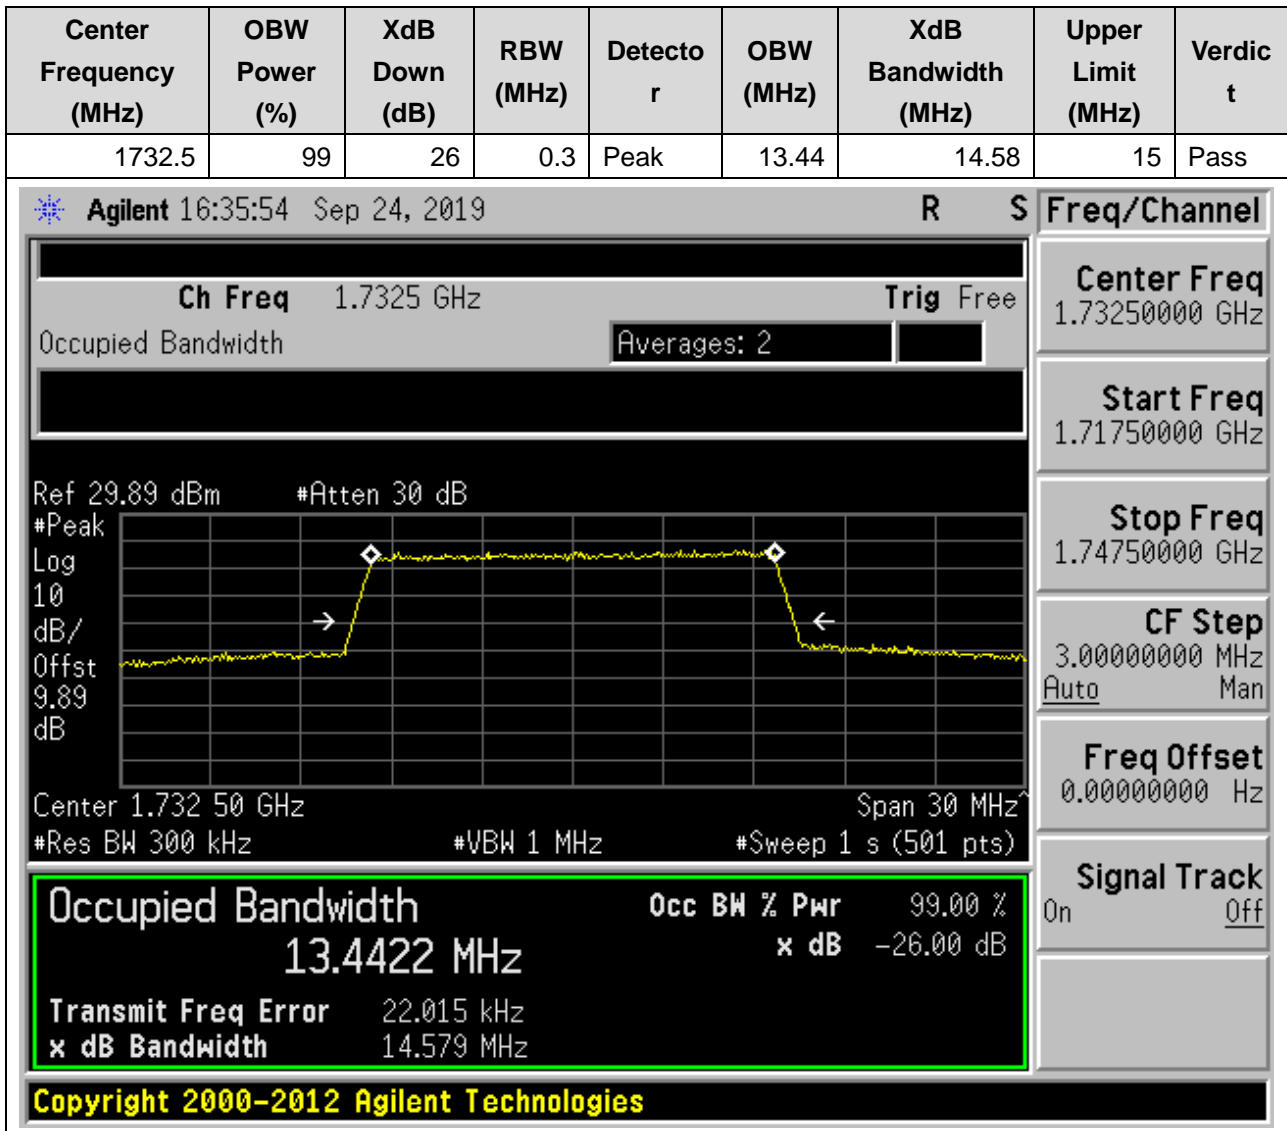 Center Frequency (MHz) OBW Power (%) XdB Down (dB) RBW (MHz) Detecto r OBW (MHz) XdB Bandwidth (MHz) Upper Limit (MHz) Verdic t
1732.5 99 26 0.3 Peak 13.44 14.58 15 Pass
Agilent 16:35:54 Sep 24, 2019 R S
Ch Freq 1.7325 GHz Trig Free
Occupied Bandwidth Averages: 2
Ref 29.89 dBm #Atten 30 dB
#Peak
Log
10
dB/
Offst
9.89
dB
Center 1.732 50 GHz Span 30 MHz^
#Res BW 300 kHz #VBW 1 MHz #Sweep 1 s (501 pts)
Occupied Bandwidth Occ BW % Pwr 99.00 %
13.4422 MHz x dB -26.00 dB
Transmit Freq Error 22.015 kHz
x dB Bandwidth 14.579 MHz
Copyright 2000-2012 Agilent Technologies
Freq/Channel
Center Freq
1.73250000 GHz
Start Freq
1.71750000 GHz
Stop Freq
1.74750000 GHz
CF Step
3.00000000 MHz
Auto Man
Freq Offset
0.00000000 Hz
Signal Track
On Off